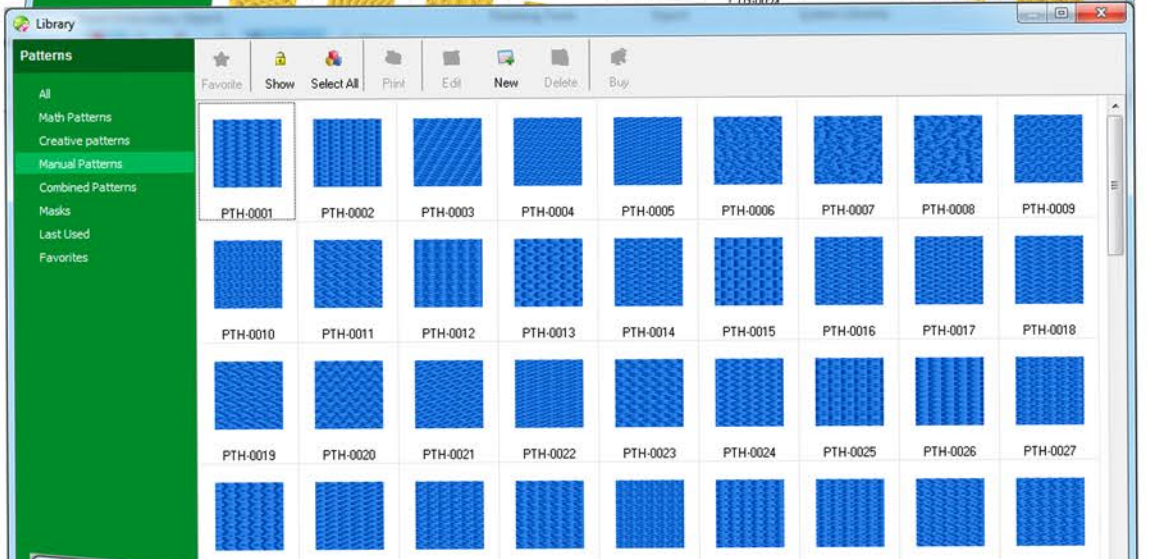 PTH-0024
Library
Patterns
All
Math Patterns
Creative patterns
Manual Patterns
Combined Patterns
Masks
Last Used
Favorites
Favorite Show Select All Print Edit New Delete Buy
PTH-0001 PTH-0002 PTH-0003 PTH-0004 PTH-0005 PTH-0006 PTH-0007 PTH-0008 PTH-0009
PTH-0010 PTH-0011 PTH-0012 PTH-0013 PTH-0014 PTH-0015 PTH-0016 PTH-0017 PTH-0018
PTH-0019 PTH-0020 PTH-0021 PTH-0022 PTH-0023 PTH-0024 PTH-0025 PTH-0026 PTH-0027